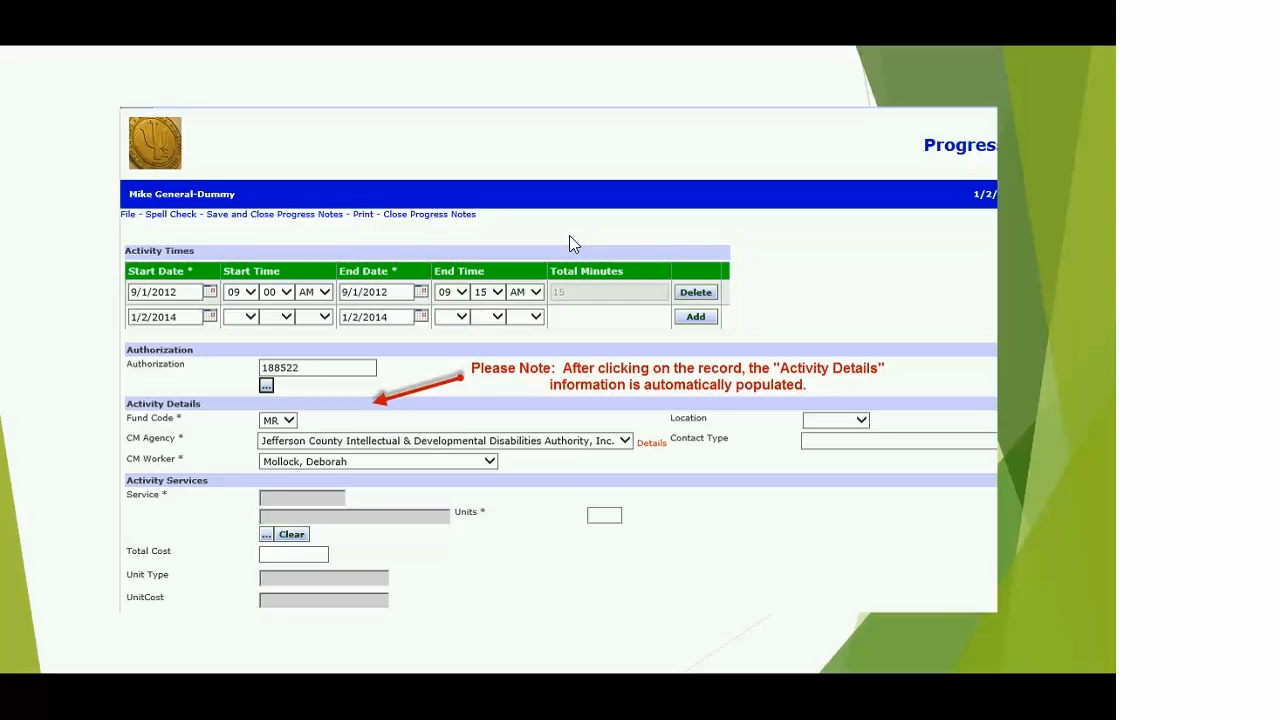 Progres
Mike General-Dummy 1/2/
File - Spell Check - Save and Close Progress Notes - Print - Close Progress Notes
Activity Times
Start Date * Start Time End Date * End Time Total Minutes
9/1/2012 09 00 AM 9/1/2012 09 15 AM 15 Delete
1/2/2014 1/2/2014 Add
Authorization
Authorization 188522
...
Please Note: After clicking on the record, the "Activity Details"
information is automatically populated.
Activity Details
Fund Code * MR Location
CM Agency * Jefferson County Intellectual & Developmental Disabilities Authority, Inc. Details Contact Type
CM Worker * Mollock, Deborah
Activity Services
Service *
Units *
... Clear
Total Cost
Unit Type
UnitCost